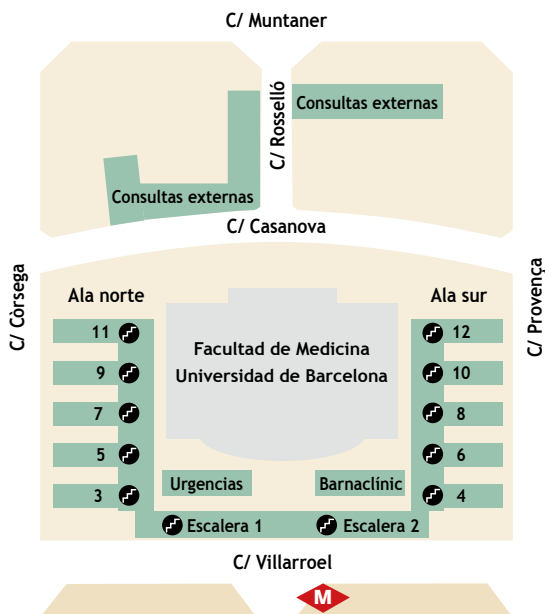 C/ Muntaner
C/ Rosselló
Consultas externas
Consultas externas
C/ Casanova
C/ Còrsega
C/ Provença
Ala norte
Ala sur
11
12
Facultad de Medicina
Universidad de Barcelona
9
10
7
8
5
6
Urgencias
Barnaclínic
3
4
Escalera 1
Escalera 2
C/ Villarroel
M